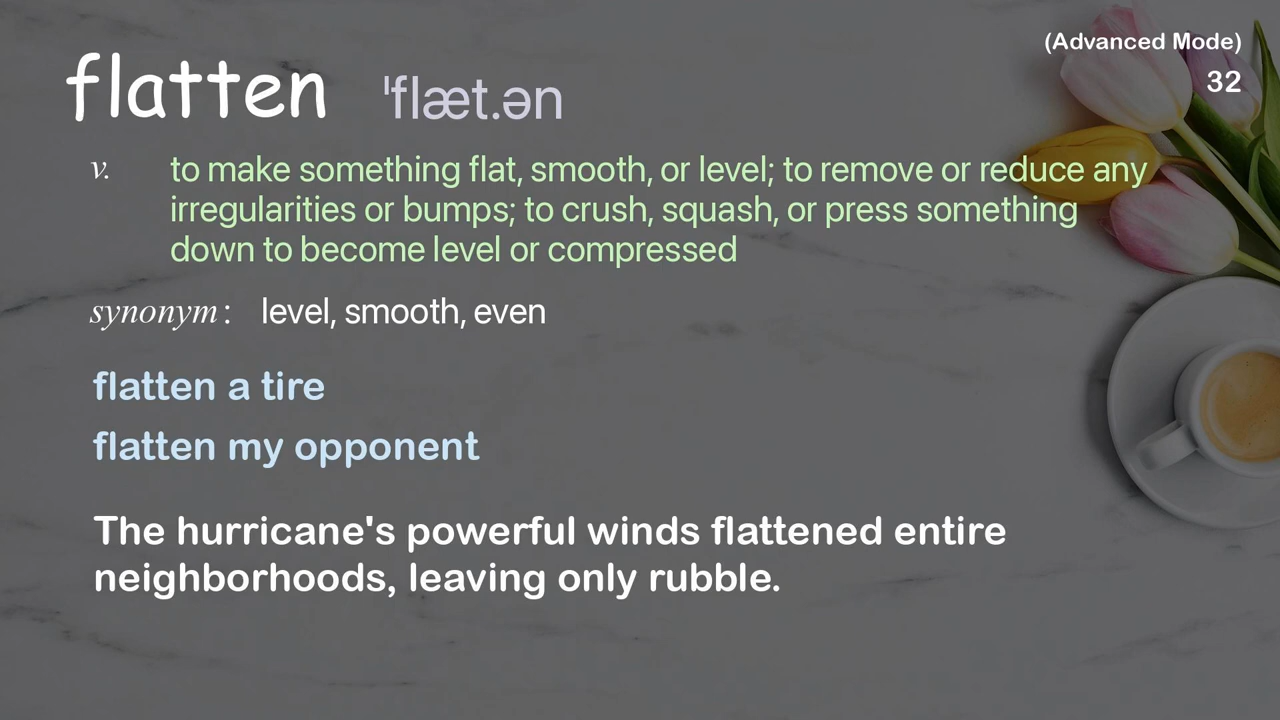 (Advanced Mode)
32
flatten ˈflæt.ən
v. to make something flat, smooth, or level; to remove or reduce any
irregularities or bumps; to crush, squash, or press something
down to become level or compressed
synonym: level, smooth, even
flatten a tire
flatten my opponent
The hurricane's powerful winds flattened entire
neighborhoods, leaving only rubble.